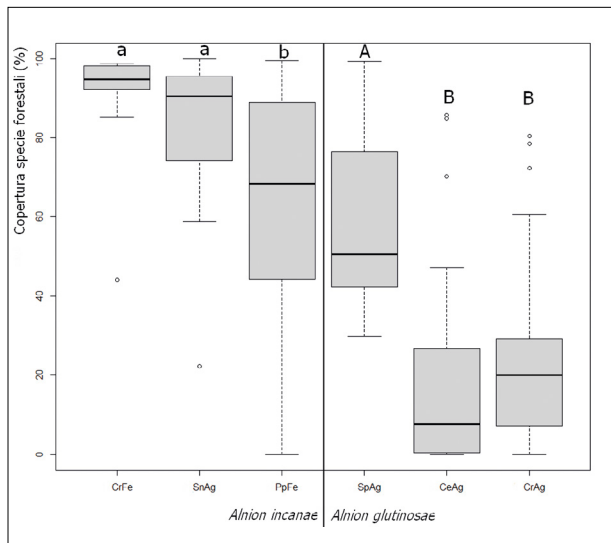 Copertura specie forestali (%)
100
80
60
40
20
0
a a b A B B
CrFe SnAg PpFe SpAg CeAg CrAg
Alnion incanae Alnion glutinosae